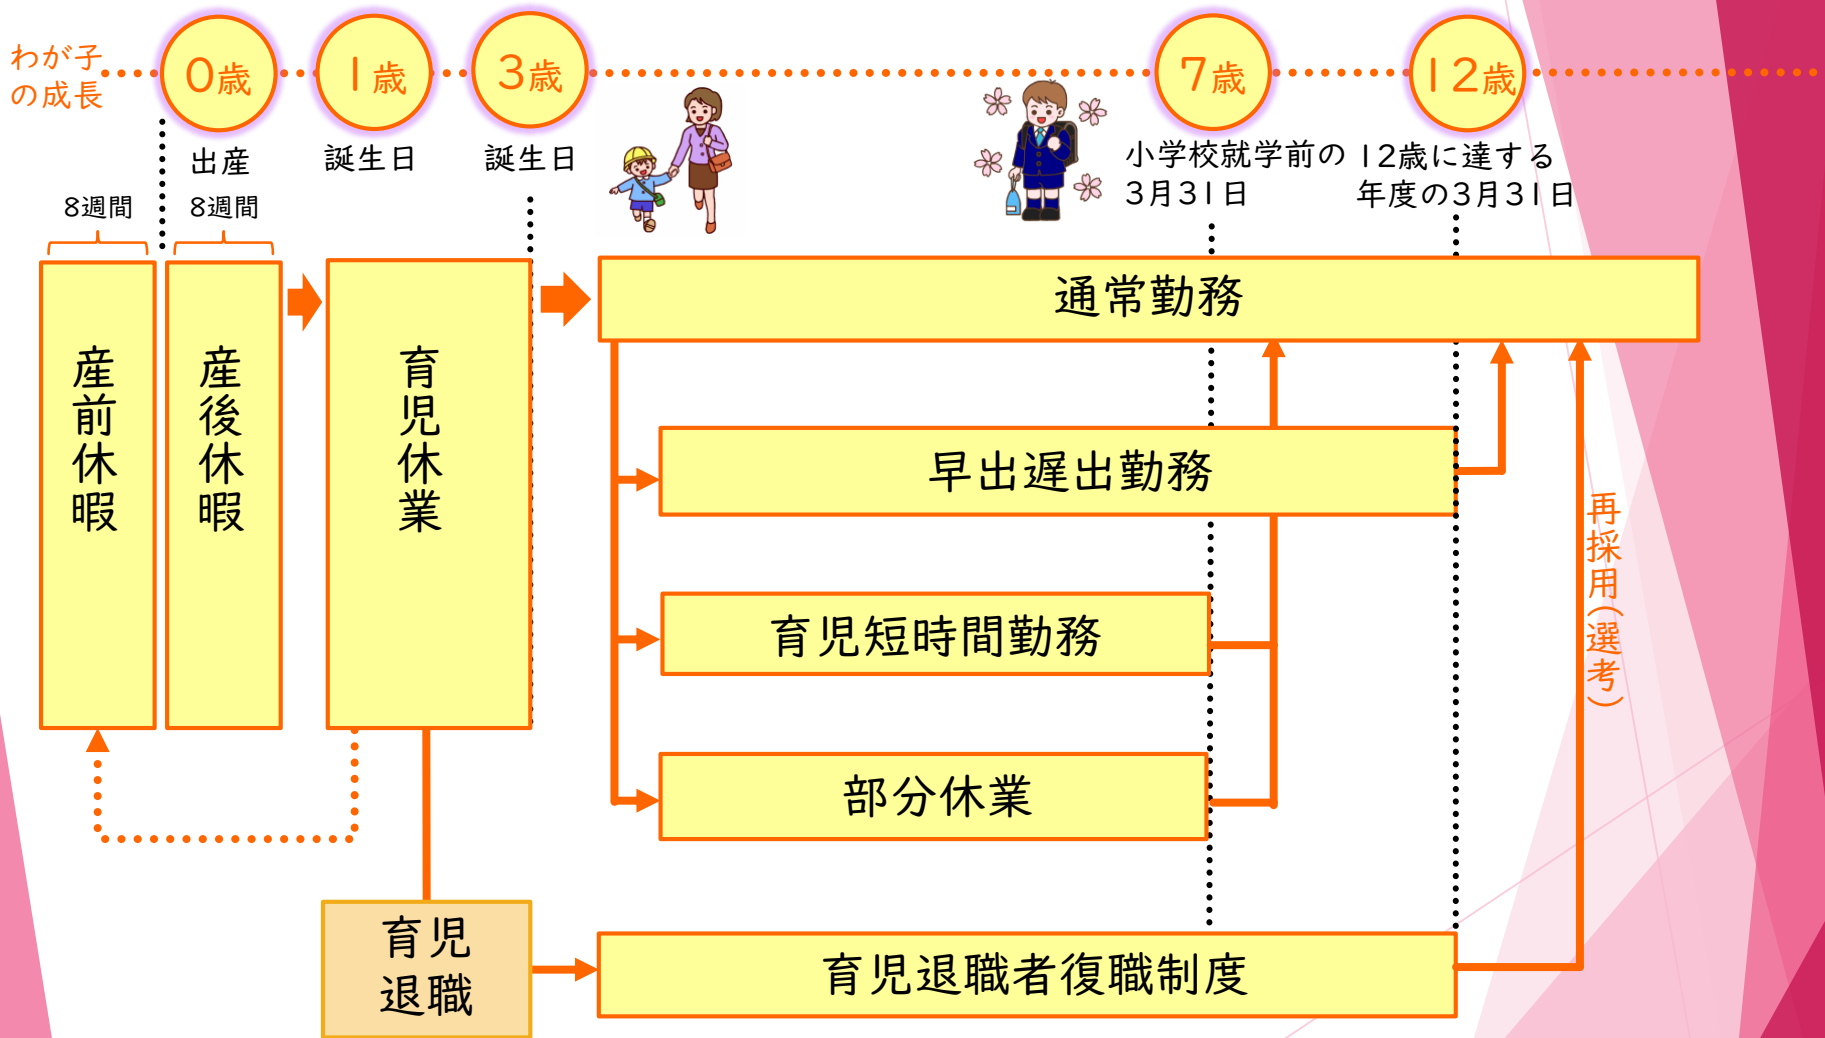 わが子
の成長
0歳
1歳
3歳
7歳
12歳
出産
誕生日
誕生日
小学校就学前の
3月31日
12歳に達する
年度の3月31日
8週間
8週間
産前休暇
産後休暇
育児休業
通常勤務
早出遅出勤務
育児短時間勤務
部分休業
再採用(選考)
育児
退職
育児退職者復職制度